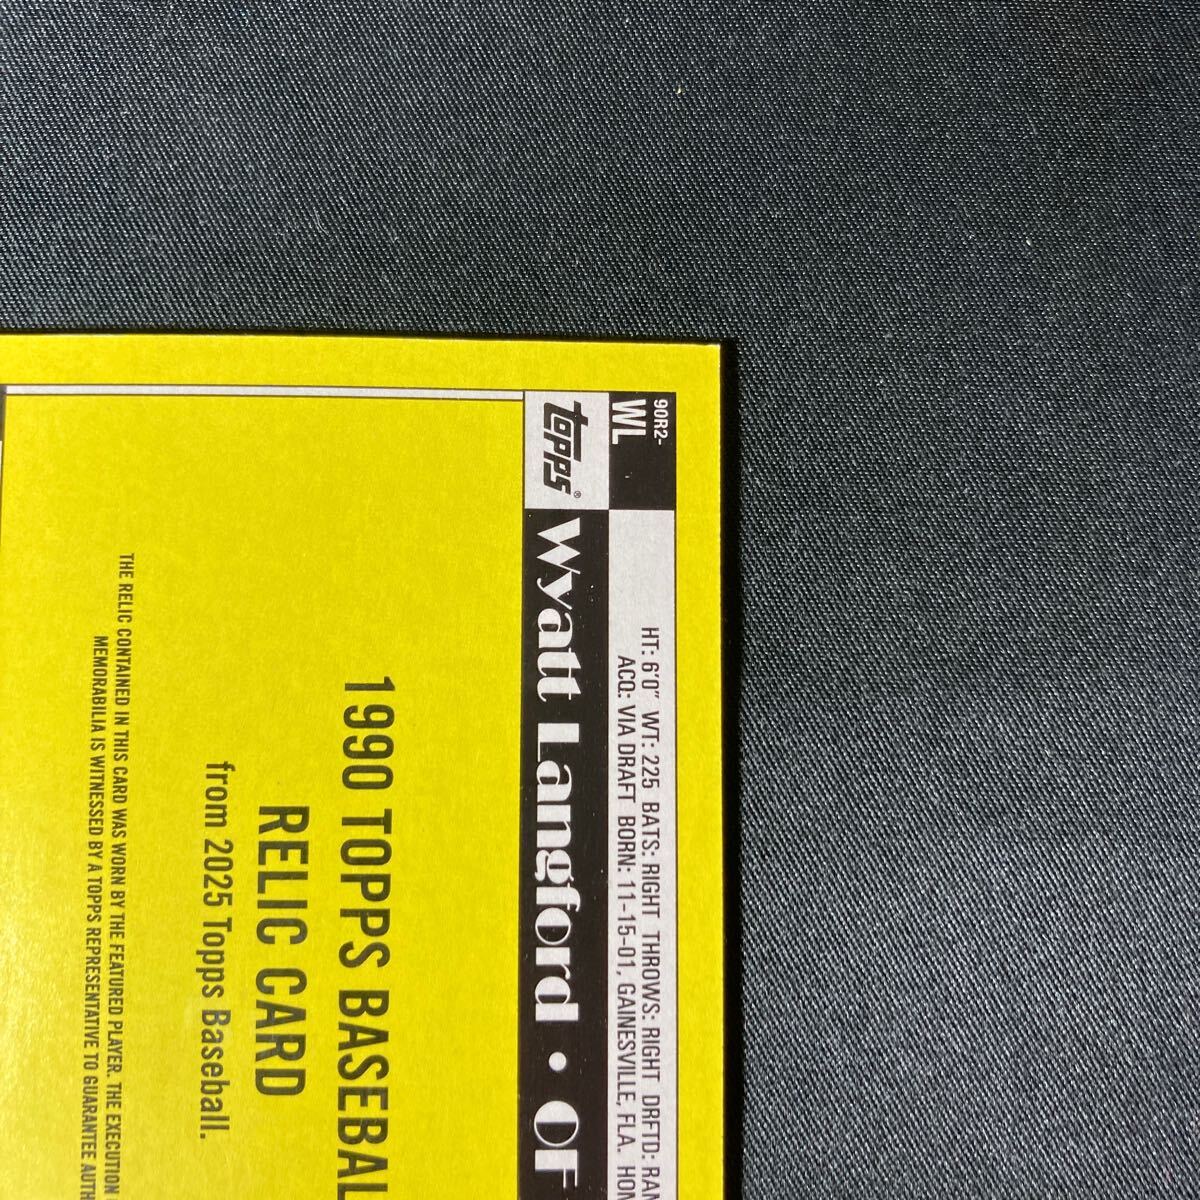 90R2-
WL
HT: 6'0" WT: 225 BATS: RIGHT THROWS: RIGHT DRFTD:
ACQ: VIA DRAFT BORN: 11-15-01, GAINESVILLE, FLA.
topps®
Wyatt Langford • OF
1990 TOPPS BASEBAL
RELIC CARD
from 2025 Topps Baseball.
THE RELIC CONTAINED IN THIS CARD WAS WORN BY THE FEATURED PLAYER. THE EXECUTION
MEMORABILIA IS WITNESSED BY A TOPPS REPRESENTATIVE TO GUARANTEE AUTH